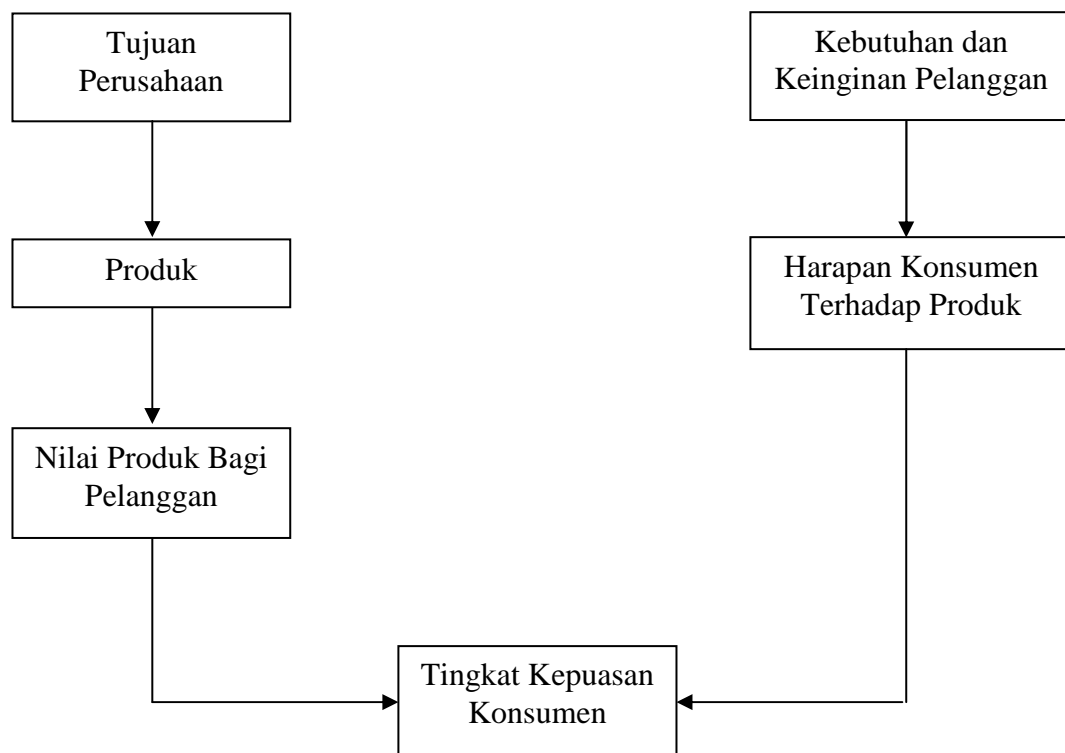 Tujuan
Perusahaan
Kebutuhan dan
Keinginan Pelanggan
Produk
Harapan Konsumen
Terhadap Produk
Nilai Produk Bagi
Pelanggan
Tingkat Kepuasan
Konsumen